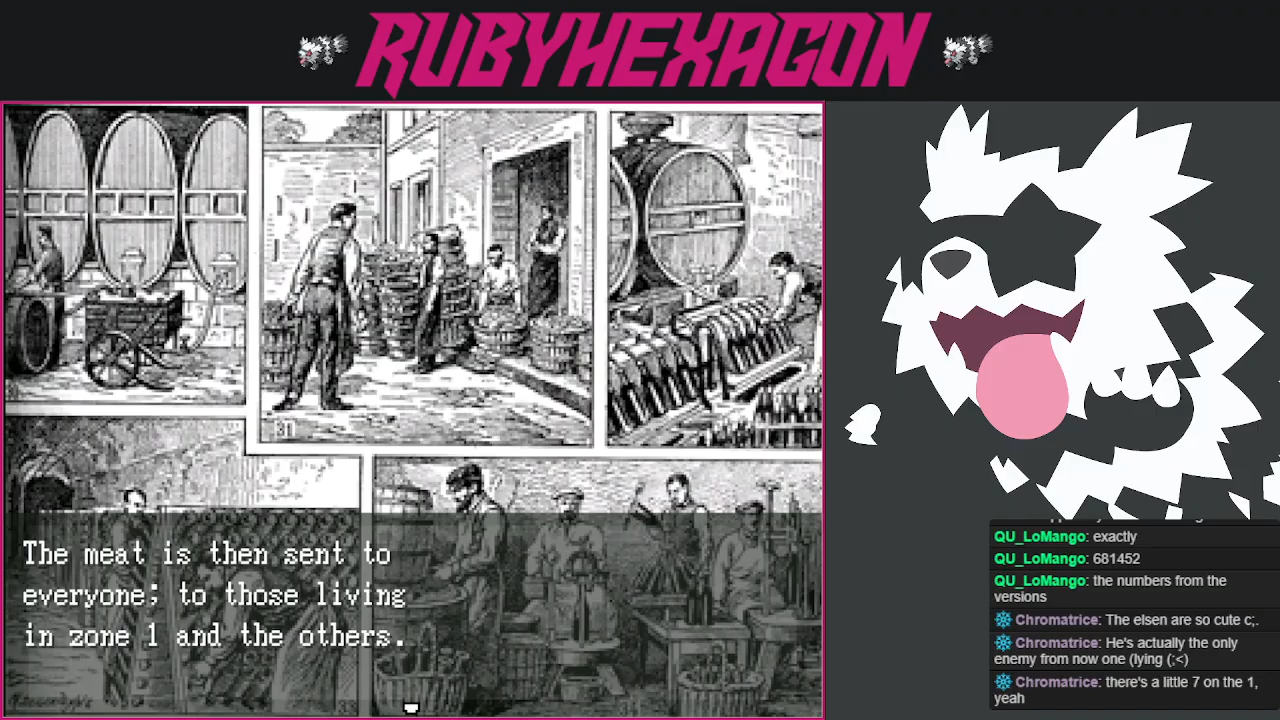 RUBYHEXAGON
The meat is then sent to
everyone; to those living
in zone 1 and the others.
QU_LoMango: exactly
QU_LoMango: 681452
QU_LoMango: the numbers from the
versions
Chromatrice: The elsen are so cute c;.
Chromatrice: He's actually the only
enemy from now one (lying (;<)
Chromatrice: there's a little 7 on the 1,
yeah